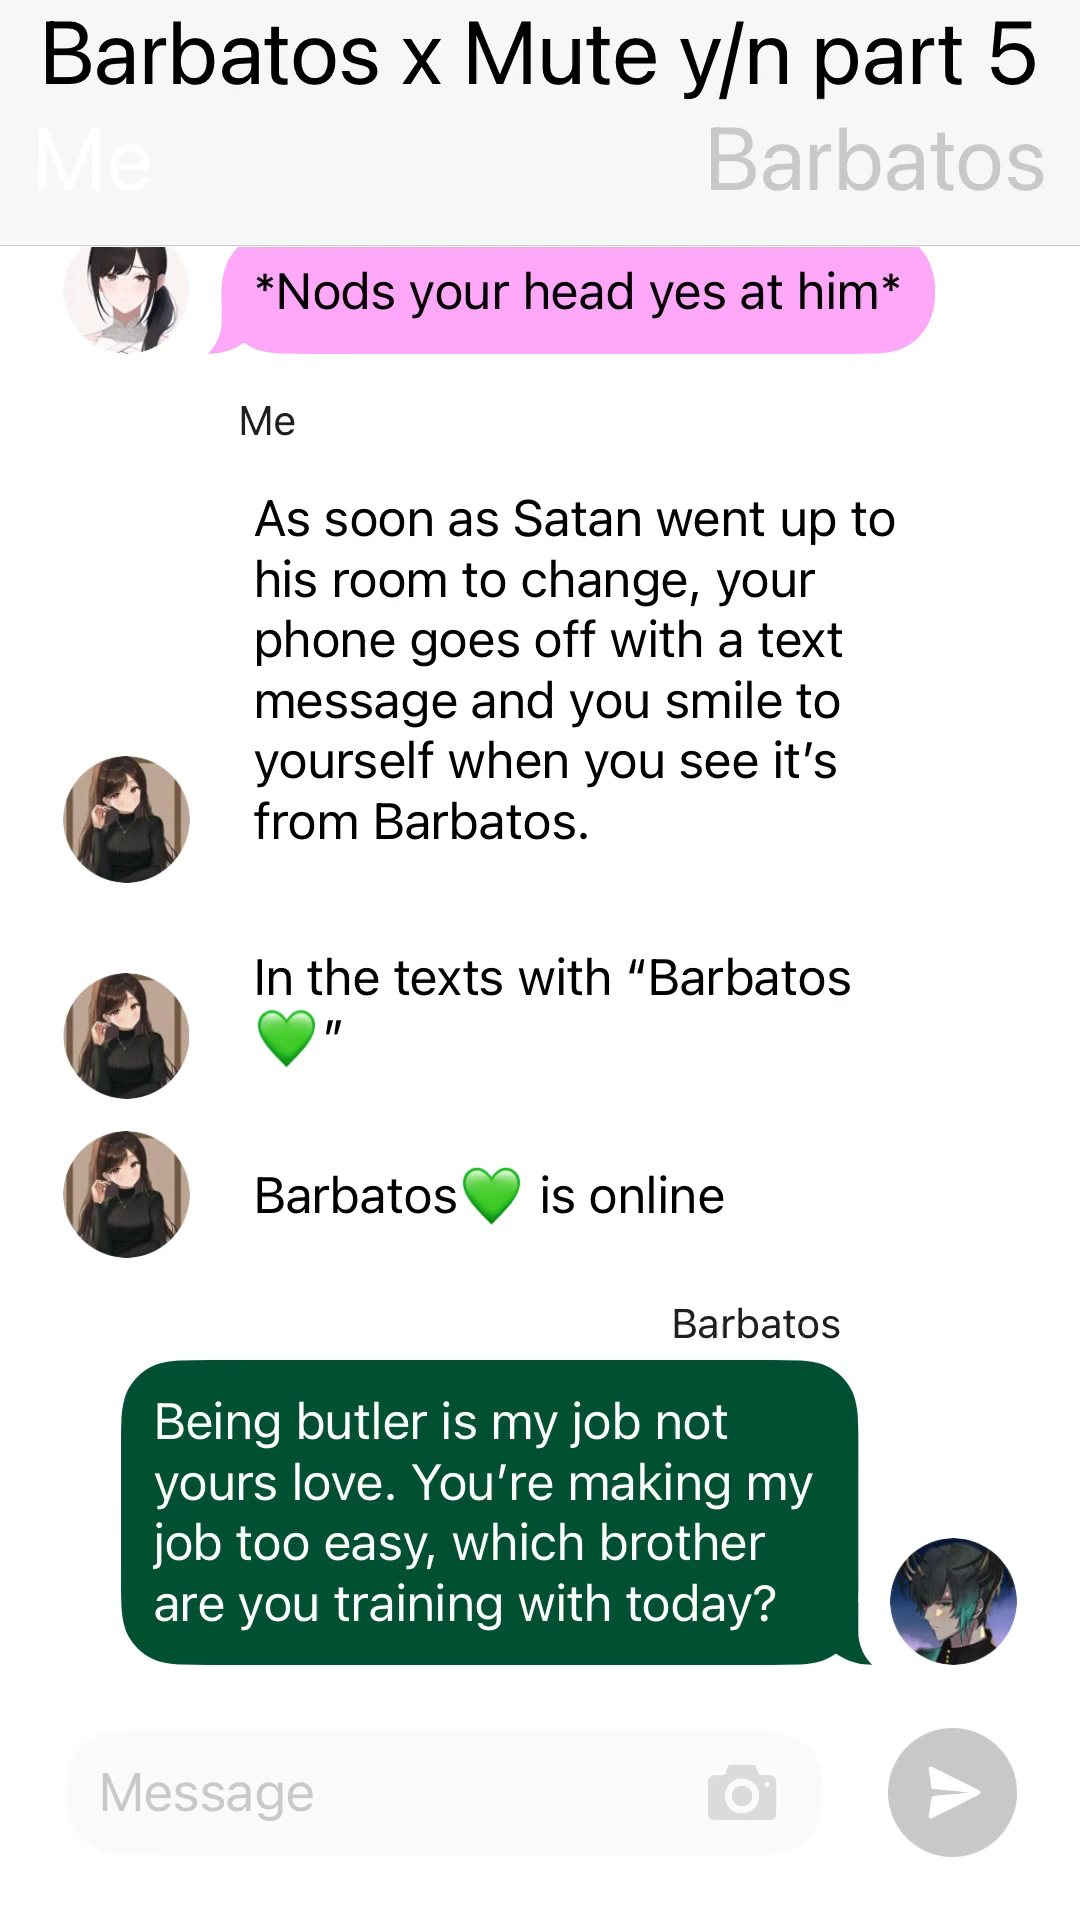 Barbatos x Mute y/n part 5
Me Barbatos
*Nods your head yes at him*
Me
As soon as Satan went up to
his room to change, your
phone goes off with a text
message and you smile to
yourself when you see it’s
from Barbatos.
In the texts with “Barbatos
💚”
Barbatos💚 is online
Barbatos
Being butler is my job not
yours love. You’re making my
job too easy, which brother
are you training with today?
Message